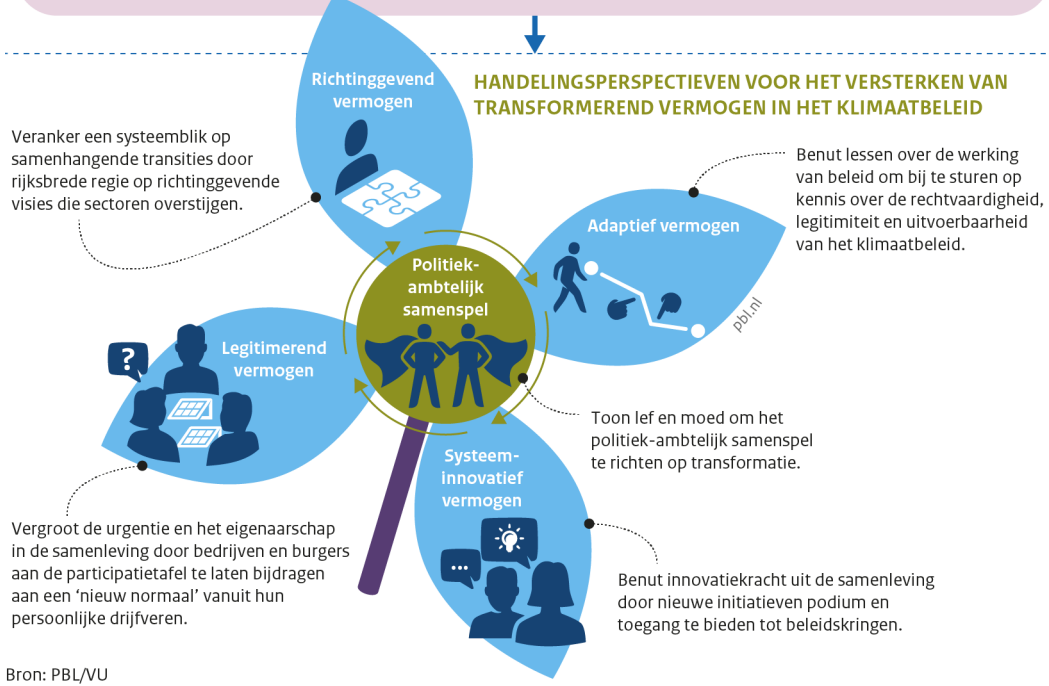 HANDELINGSPERSPECTIEVEN VOOR HET VERSTERKEN VAN
TRANSFORMEREND VERMOGEN IN HET KLIMAATBELEID
Richtinggevend
vermogen
Veranker een systeemblik op
samenhangende transities door
rijksbrede regie op richtinggevende
visies die sectoren overstijgen.
Adaptief vermogen
Benut lessen over de werking
van beleid om bij te sturen op
kennis over de rechtvaardigheid,
legitimiteit en uitvoerbaarheid
van het klimaatbeleid.
pbl.nl
Politiek-
ambtelijk
samenspel
Toon lef en moed om het
politiek-ambtelijk samenspel
te richten op transformatie.
Legitimerend
vermogen
?
Vergroot de urgentie en het eigenaarschap
in de samenleving door bedrijven en burgers
aan de participatietafel te laten bijdragen
aan een ‘nieuw normaal’ vanuit hun
persoonlijke drijfveren.
Systeem-
innovatief
vermogen
...
Benut innovatiekracht uit de samenleving
door nieuwe initiatieven podium en
toegang te bieden tot beleidskringen.
Bron: PBL/VU